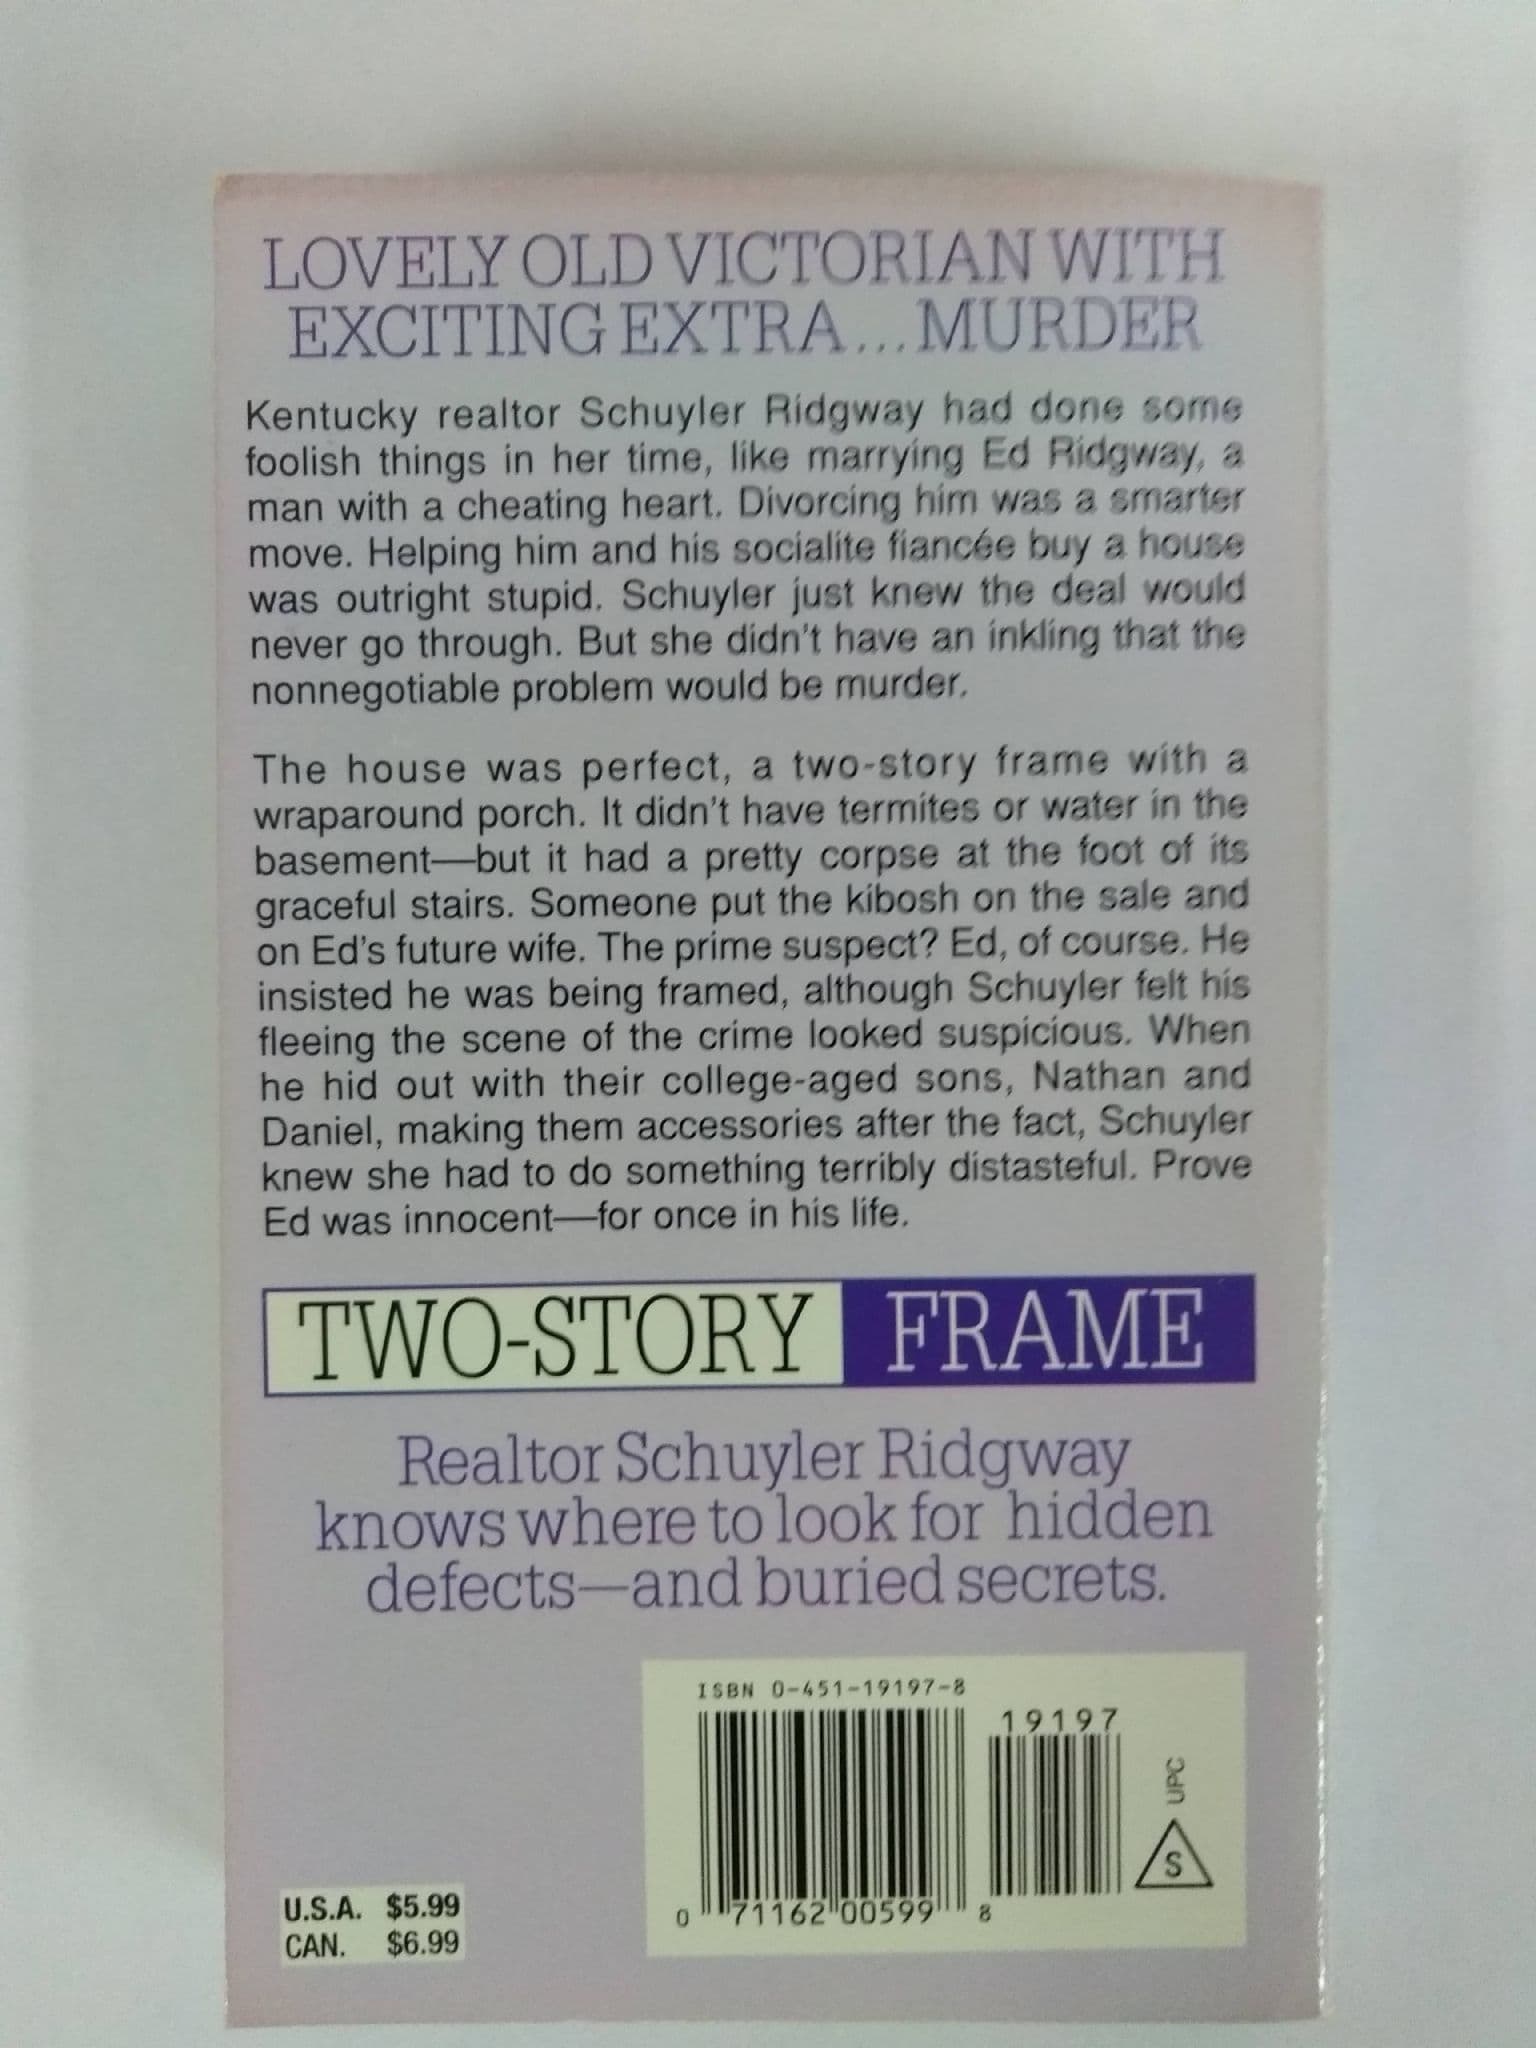 LOVELY OLD VICTORIAN WITH
EXCITING EXTRA...MURDER
Kentucky realtor Schuyler Ridgway had done some
foolish things in her time, like marrying Ed Ridgway, a
man with a cheating heart. Divorcing him was a smarter
move. Helping him and his socialite fiancée buy a house
was outright stupid. Schuyler just knew the deal would
never go through. But she didn't have an inkling that the
nonnegotiable problem would be murder.
The house was perfect, a two-story frame with a
wraparound porch. It didn't have termites or water in the
basement—but it had a pretty corpse at the foot of its
graceful stairs. Someone put the kibosh on the sale and
on Ed's future wife. The prime suspect? Ed, of course. He
insisted he was being framed, although Schuyler felt his
fleeing the scene of the crime looked suspicious. When
he hid out with their college-aged sons, Nathan and
Daniel, making them accessories after the fact, Schuyler
knew she had to do something terribly distasteful. Prove
Ed was innocent—for once in his life.
TWO-STORY FRAME
Realtor Schuyler Ridgway
knows where to look for hidden
defects—and buried secrets.
ISBN 0-451-19197-8
19197
UPC
S
0 71162 00599 8
U.S.A. $5.99
CAN. $6.99